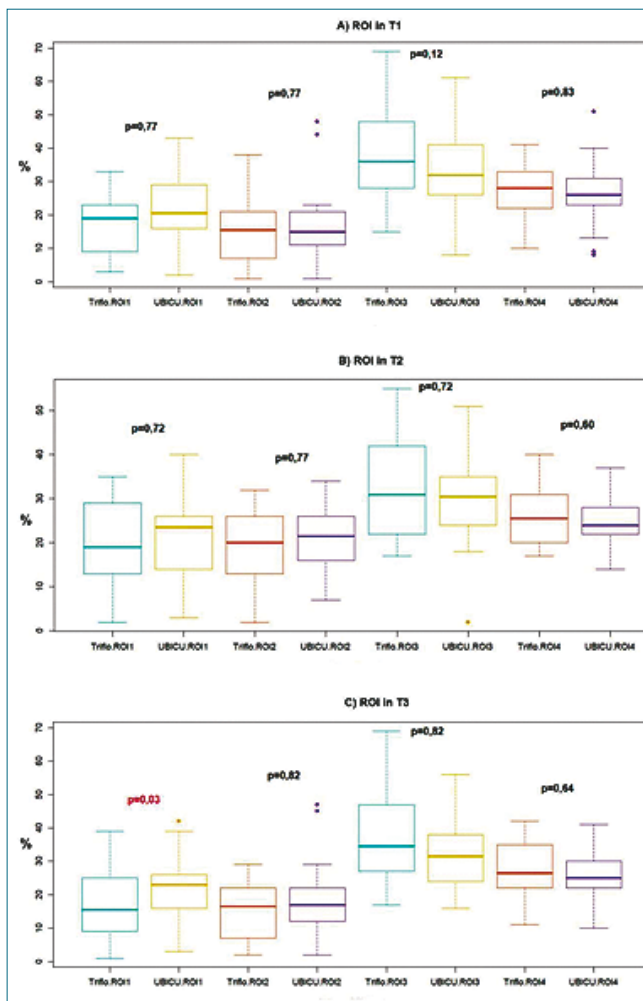 A) ROI in T1
70
60
50
40
30
20
10
0
%
p=0,77
p=0,77
p=0,12
p=0,83
Triflo.ROI1 UBICU.ROI1 Triflo.ROI2 UBICU.ROI2 Triflo.ROI3 UBICU.ROI3 Triflo.ROI4 UBICU.ROI4
B) ROI in T2
50
40
30
20
10
0
%
p=0,72
p=0,77
p=0,72
p=0,60
Triflo.ROI1 UBICU.ROI1 Triflo.ROI2 UBICU.ROI2 Triflo.ROI3 UBICU.ROI3 Triflo.ROI4 UBICU.ROI4
C) ROI in T3
70
60
50
40
30
20
10
0
%
p=0,03
p=0,82
p=0,82
p=0,64
Triflo.ROI1 UBICU.ROI1 Triflo.ROI2 UBICU.ROI2 Triflo.ROI3 UBICU.ROI3 Triflo.ROI4 UBICU.ROI4